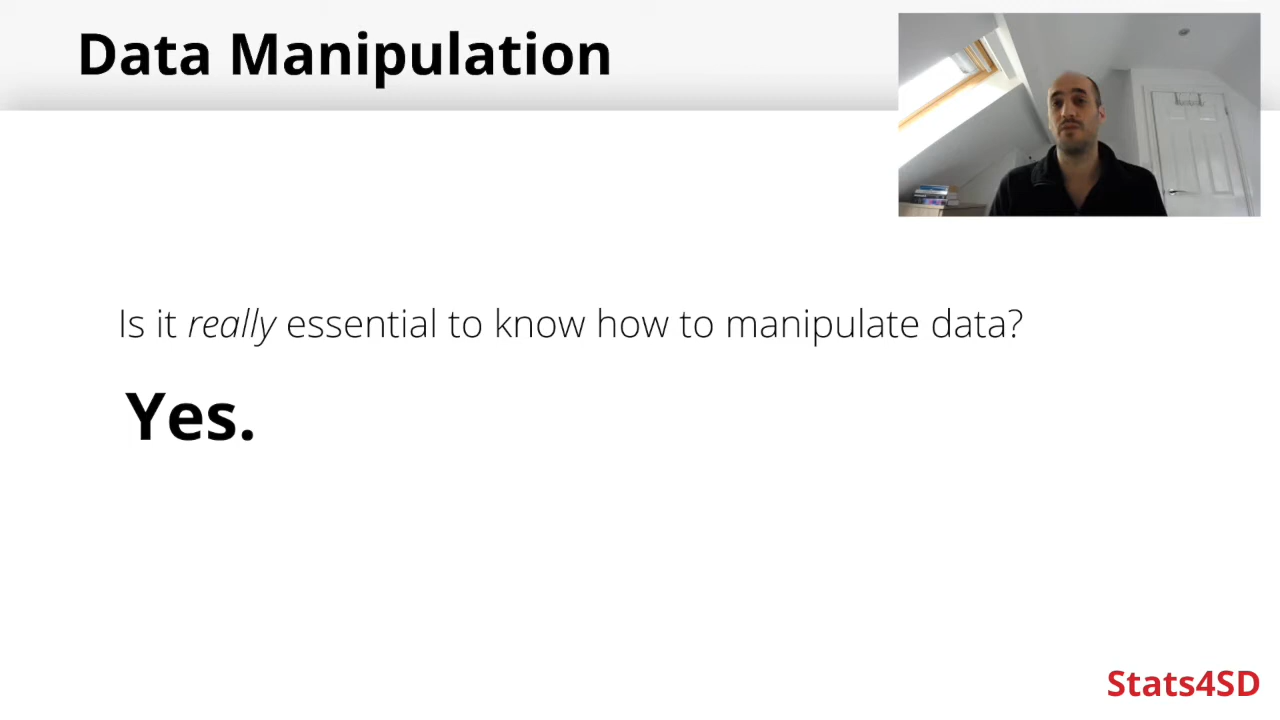 Data Manipulation
Is it really essential to know how to manipulate data?
Yes.
Stats4SD